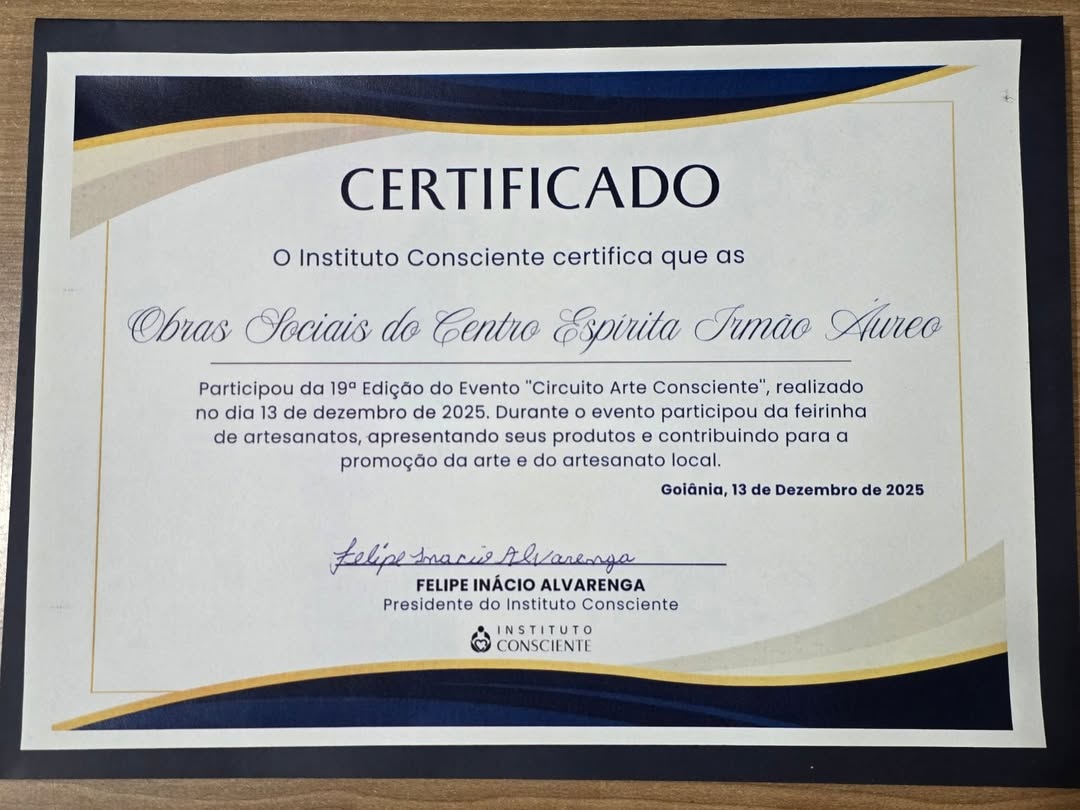 CERTIFICADO
O Instituto Consciente certifica que as
Obras Sociais do Centro Espírita Irmão Áureo
Participou da 19ª Edição do Evento "Circuito Arte Consciente", realizado
no dia 13 de dezembro de 2025. Durante o evento participou da feirinha
de artesanatos, apresentando seus produtos e contribuindo para a
promoção da arte e do artesanato local.
Goiânia, 13 de Dezembro de 2025
Felipe Inacio Alvarenga
FELIPE INÁCIO ALVARENGA
Presidente do Instituto Consciente
INSTITUTO
CONSCIENTE